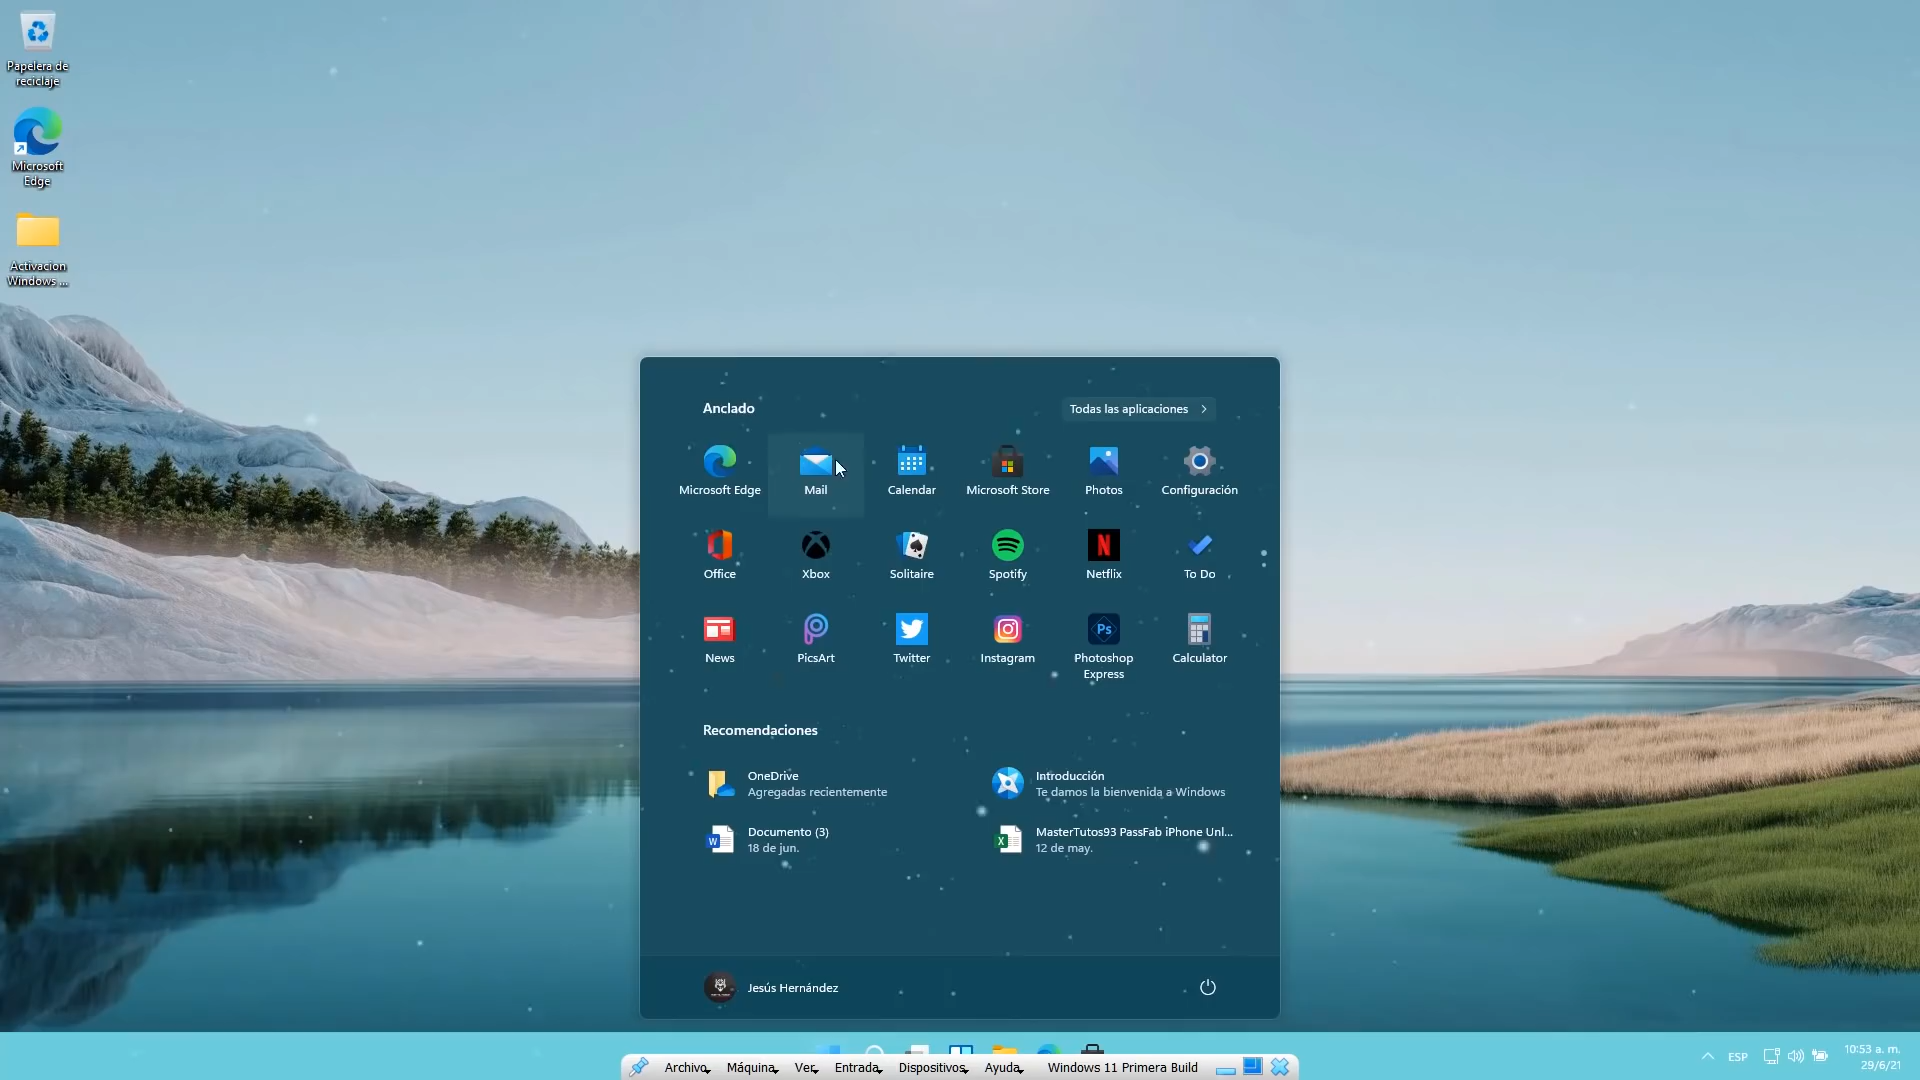 Papelera de
reciclaje
Microsoft
Edge
Activacion
Windows ...
Anclado
Todas las aplicaciones
Microsoft Edge
Mail
Calendar
Microsoft Store
Photos
Configuración
Office
Xbox
Solitaire
Spotify
Netflix
To Do
News
PicsArt
Twitter
Instagram
Photoshop
Express
Calculator
Recomendaciones
OneDrive
Agregadas recientemente
Introducción
Te damos la bienvenida a Windows
Documento (3)
18 de jun.
MasterTutos93 PassFab iPhone Unl...
12 de may.
Jesús Hernández
Archivo
Máquina
Ver
Entrada
Dispositivos
Ayuda
Windows 11 Primera Build
ESP
10:53 a. m.
29/6/21